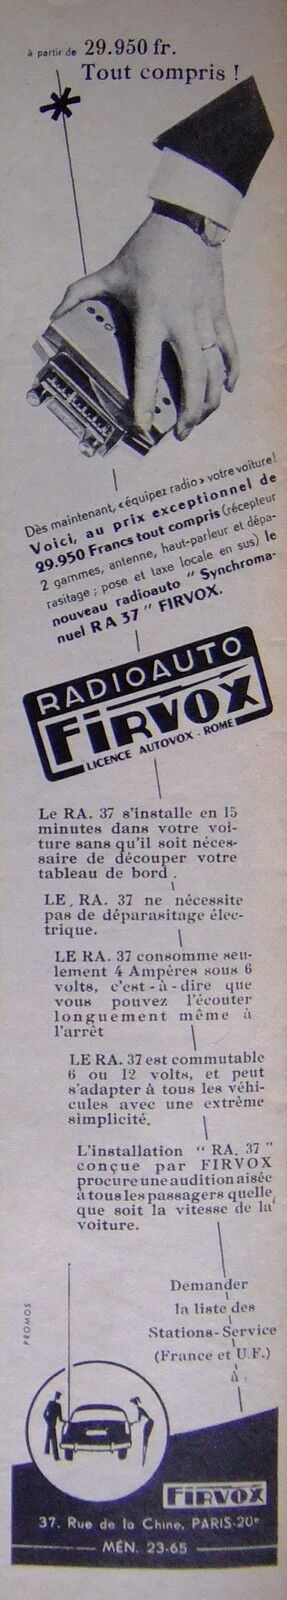 à partir de 29.950 fr.
Tout compris !
*
Dès maintenant, «équipez radio» votre voiture !
Voici, au prix exceptionnel de
29.950 Francs tout compris (récepteur
2 gammes, antenne, haut-parleur et dépa-
rasitage ; pose et taxe locale en sus) le
nouveau radioauto " Synchroma-
nuel RA 37 " FIRVOX.
RADIOAUTO
FIRVOX
LICENCE AUTOVOX - ROME
Le RA. 37 s'installe en 15
minutes dans votre voi-
ture sans qu'il soit néces-
saire de découper votre
tableau de bord .
LE RA. 37 ne nécessite
pas de déparasitage élec-
trique.
LE RA. 37 consomme seu-
lement 4 Ampères sous 6
volts, c'est-à-dire que
vous pouvez l'écouter
longuement même à
l'arrêt
LE RA. 37 est commutable
6 ou 12 volts, et peut
s'adapter à tous les véhi-
cules avec une extrême
simplicité.
L'installation " RA. 37 "
conçue par FIRVOX
procure une audition aisée
à tous les passagers quelle
que soit la vitesse de la
voiture.
Demander
la liste des
Stations-Service
(France et U.F.)
à :
PROMOS
FIRVOX
37, Rue de la Chine, PARIS-20e
MÉN. 23-65